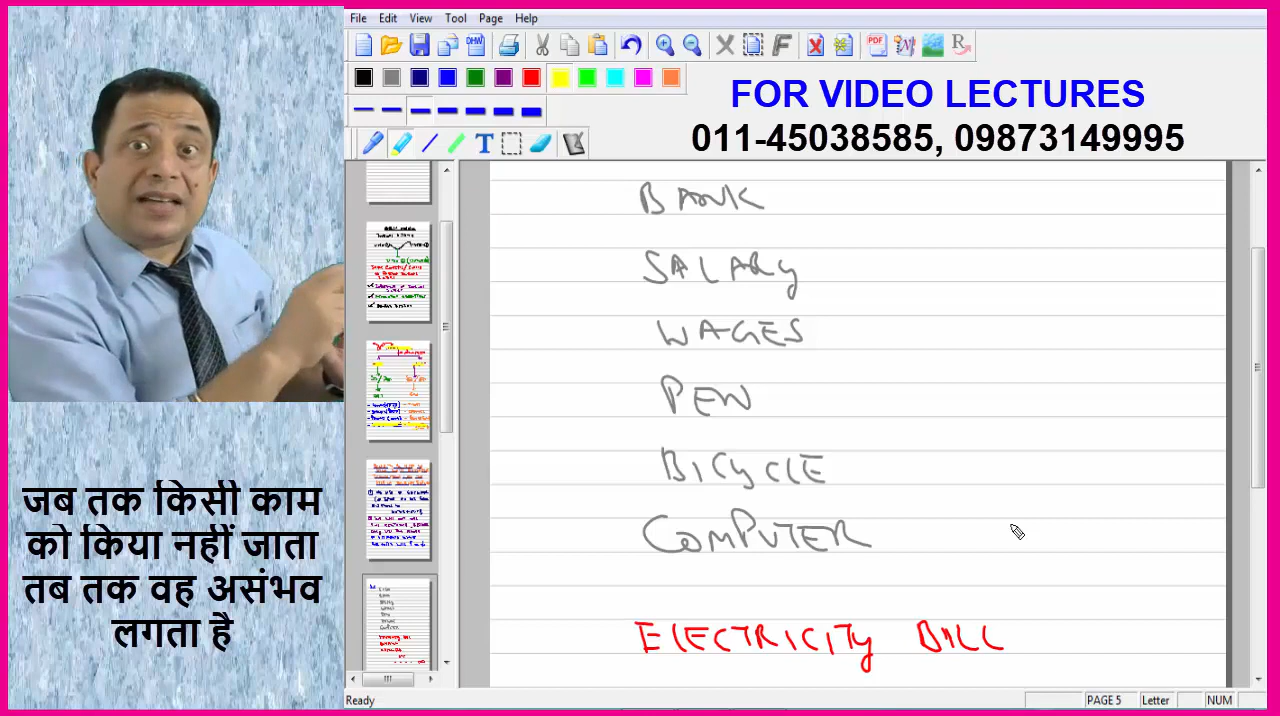 File Edit View Tool Page Help
FOR VIDEO LECTURES
011-45038585, 09873149995
BANK
SALARY
WAGES
PEN
BICYCLE
COMPUTER
ELECTRICITY BILL
जब तक किसी काम
को किया नहीं जाता
तब तक वह असंभव
लगता है
Ready PAGE 5 Letter NUM